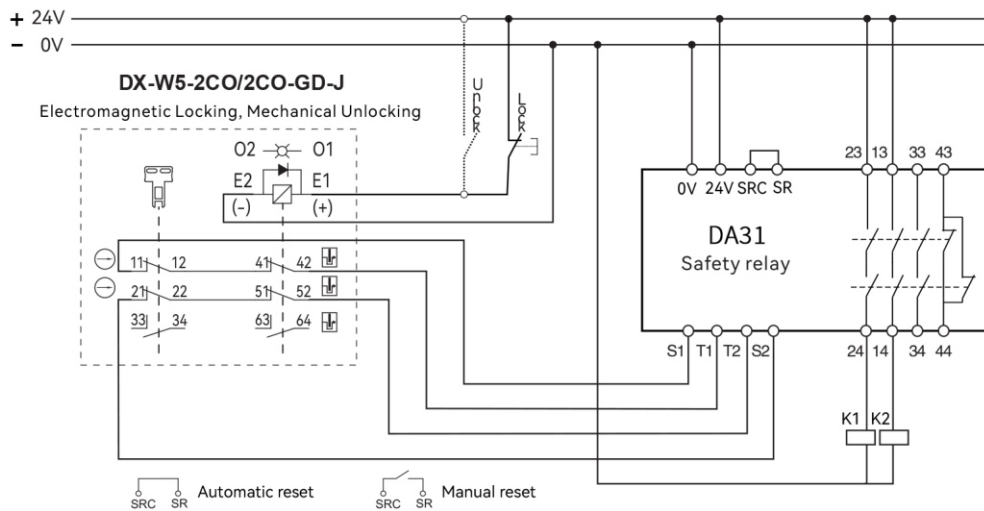 + 24V
- 0V
DX-W5-2CO/2CO-GD-J
Electromagnetic Locking, Mechanical Unlocking
Unlock
Lock
O2 O1
E2 E1
(-) (+)
11 12 41 42
21 22 51 52
33 34 63 64
23 13 33 43
0V 24V SRC SR
DA31
Safety relay
S1 T1 T2 S2
24 14 34 44
K1 K2
SRC SR Automatic reset
SRC SR Manual reset